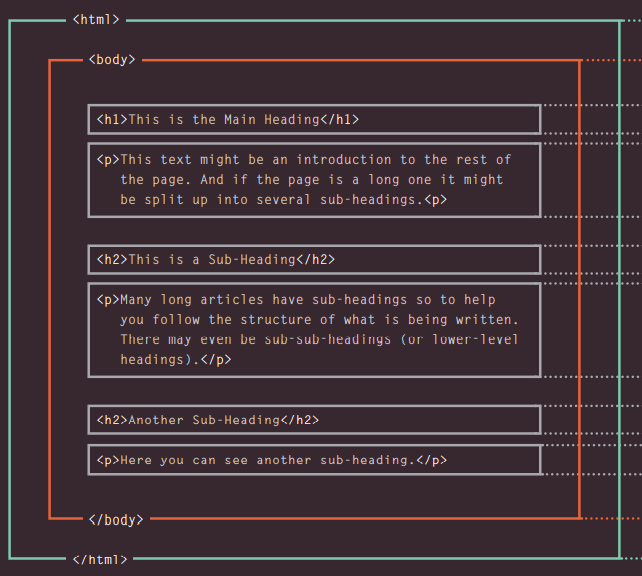 <html>
<body>
<h1>This is the Main Heading</h1>
<p>This text might be an introduction to the rest of
the page. And if the page is a long one it might
be split up into several sub-headings.<p>
<h2>This is a Sub-Heading</h2>
<p>Many long articles have sub-headings so to help
you follow the structure of what is being written.
There may even be sub-sub-headings (or lower-level
headings).</p>
<h2>Another Sub-Heading</h2>
<p>Here you can see another sub-heading.</p>
</body>
</html>